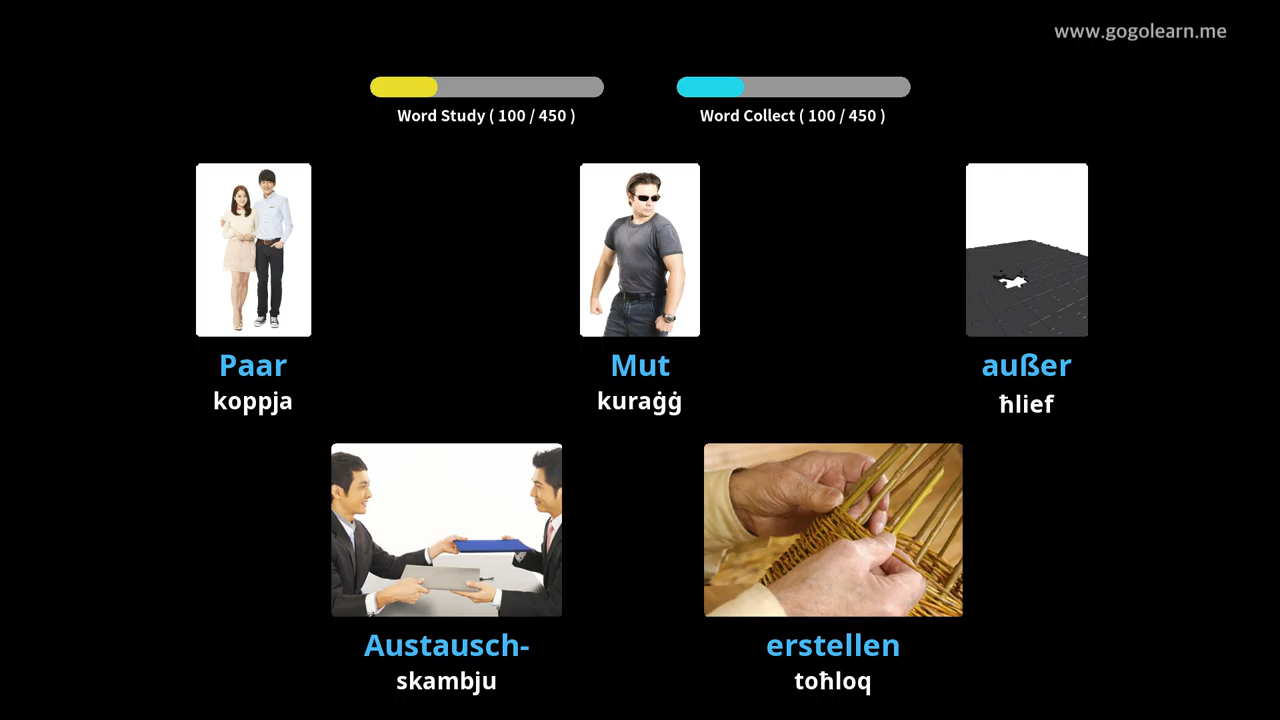 www.gogolearn.me
Word Study ( 100 / 450 )
Word Collect ( 100 / 450 )
Paar
koppja
Mut
kuraġġ
außer
ħlief
Austausch-
skambju
erstellen
toħloq